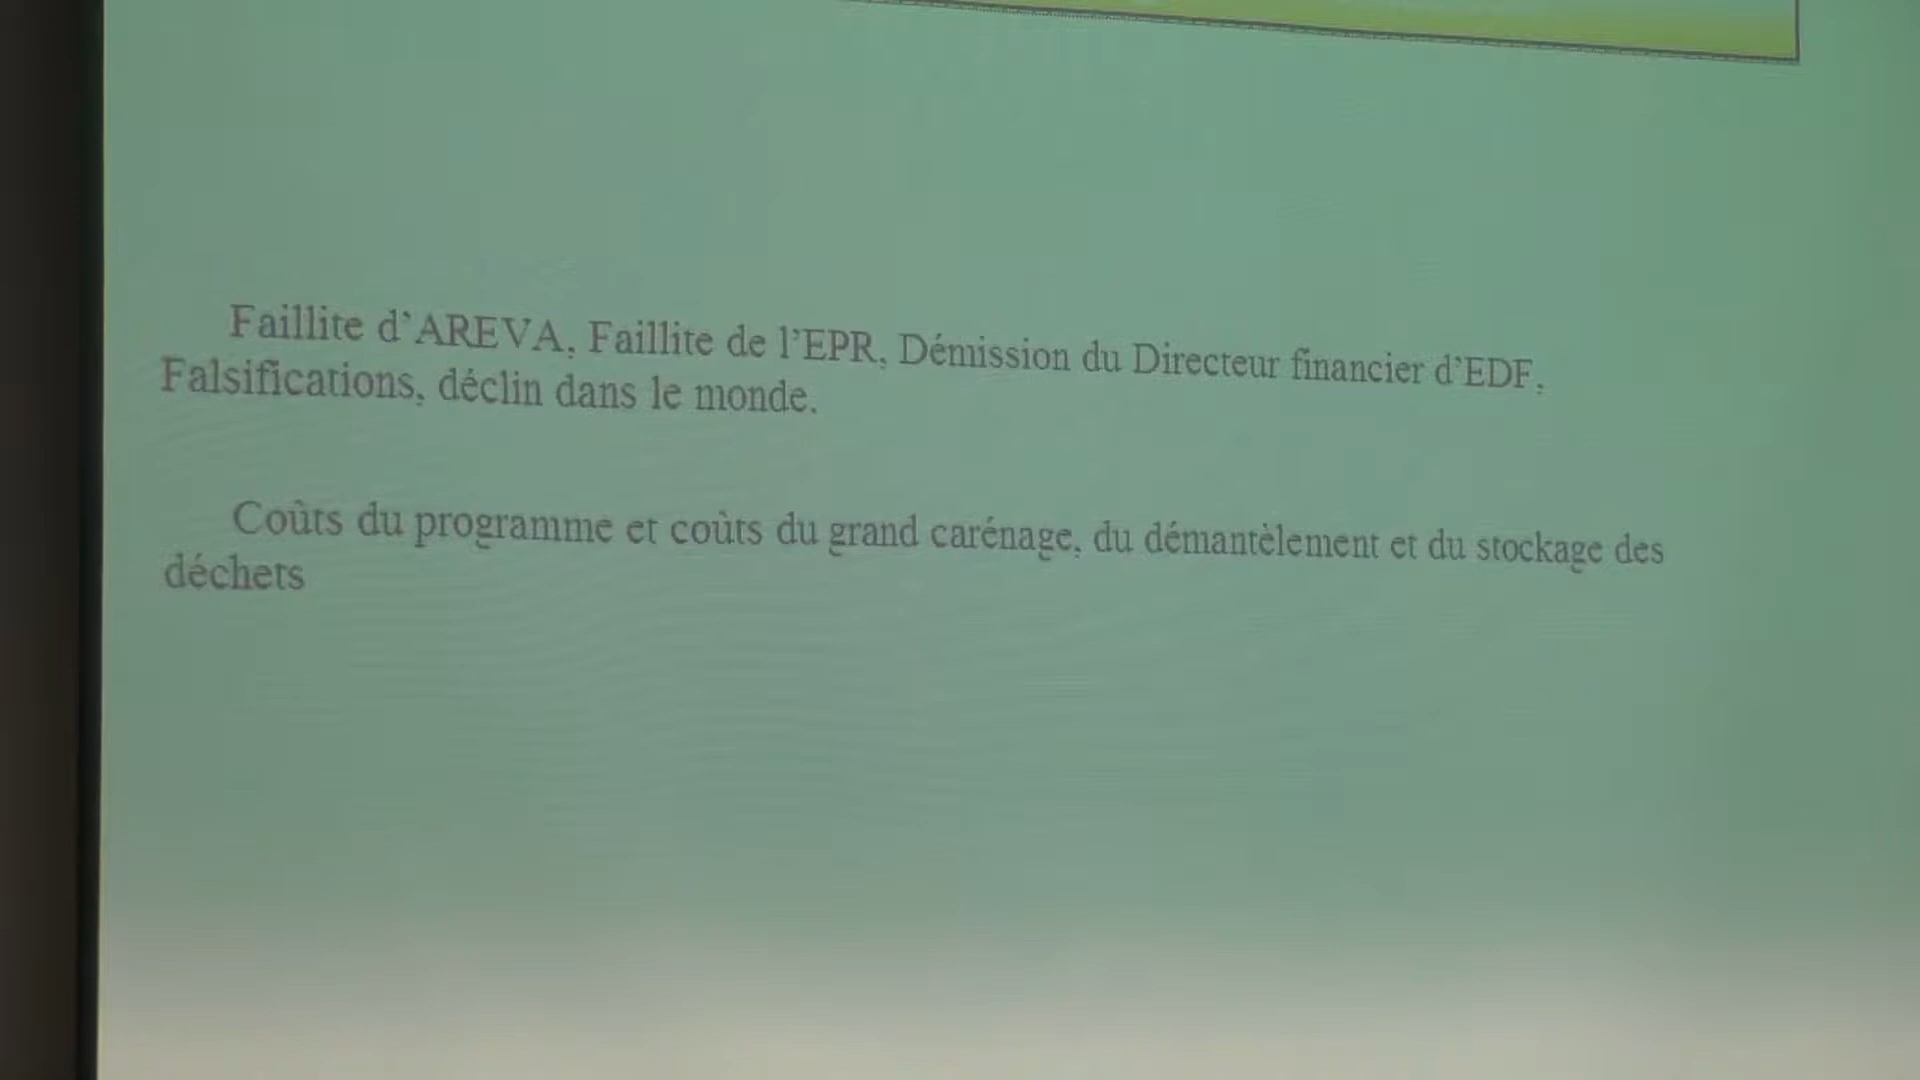 Faillite d'AREVA, Faillite de l'EPR, Démission du Directeur financier d'EDF,
Falsifications, déclin dans le monde.
Coûts du programme et coûts du grand carénage, du démantèlement et du stockage des
déchets